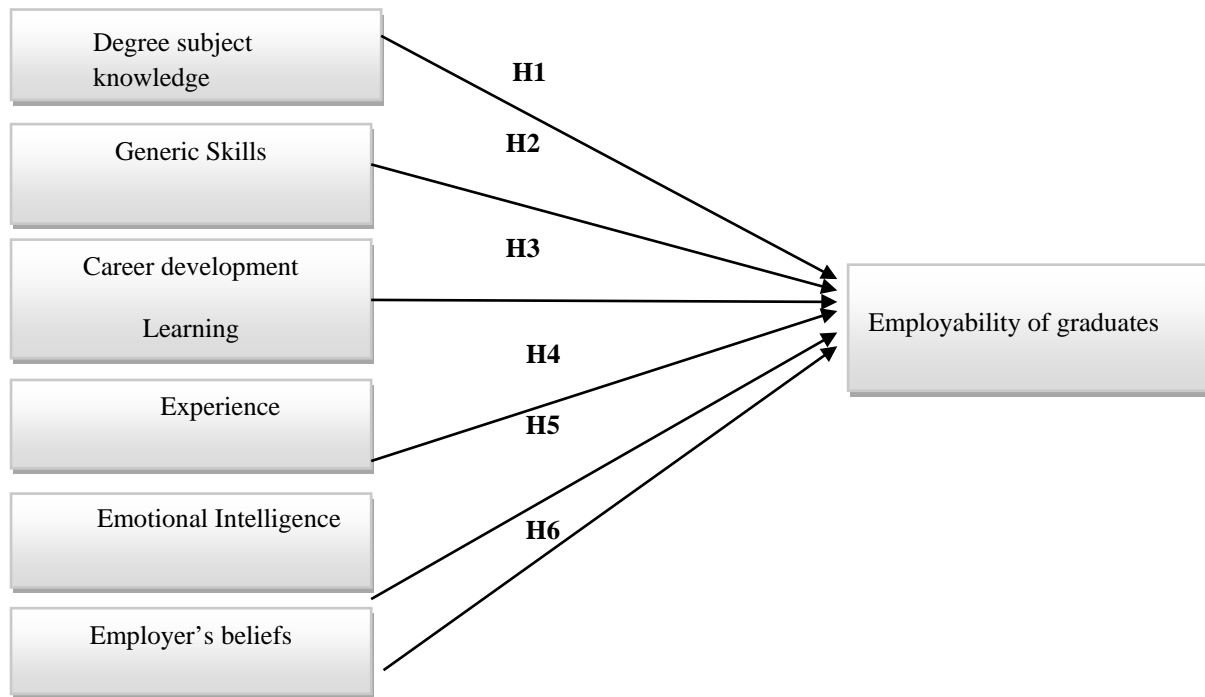 Degree subject
knowledge
H1
Generic Skills
H2
Career development
Learning
H3
Employability of graduates
Experience
H4
H5
Emotional Intelligence
H6
Employer’s beliefs